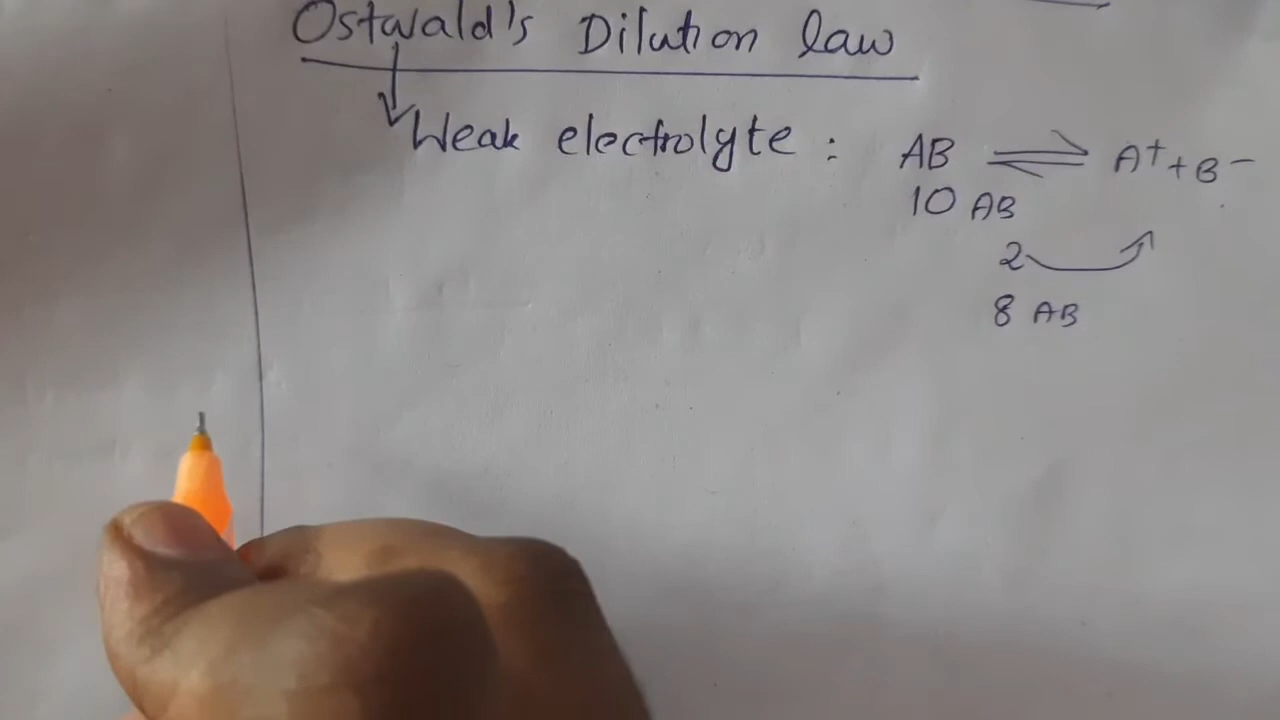 Ostwald's Dilution law
Weak electrolyte : AB ⇌ A⁺ + B⁻
10 AB
2
8 AB